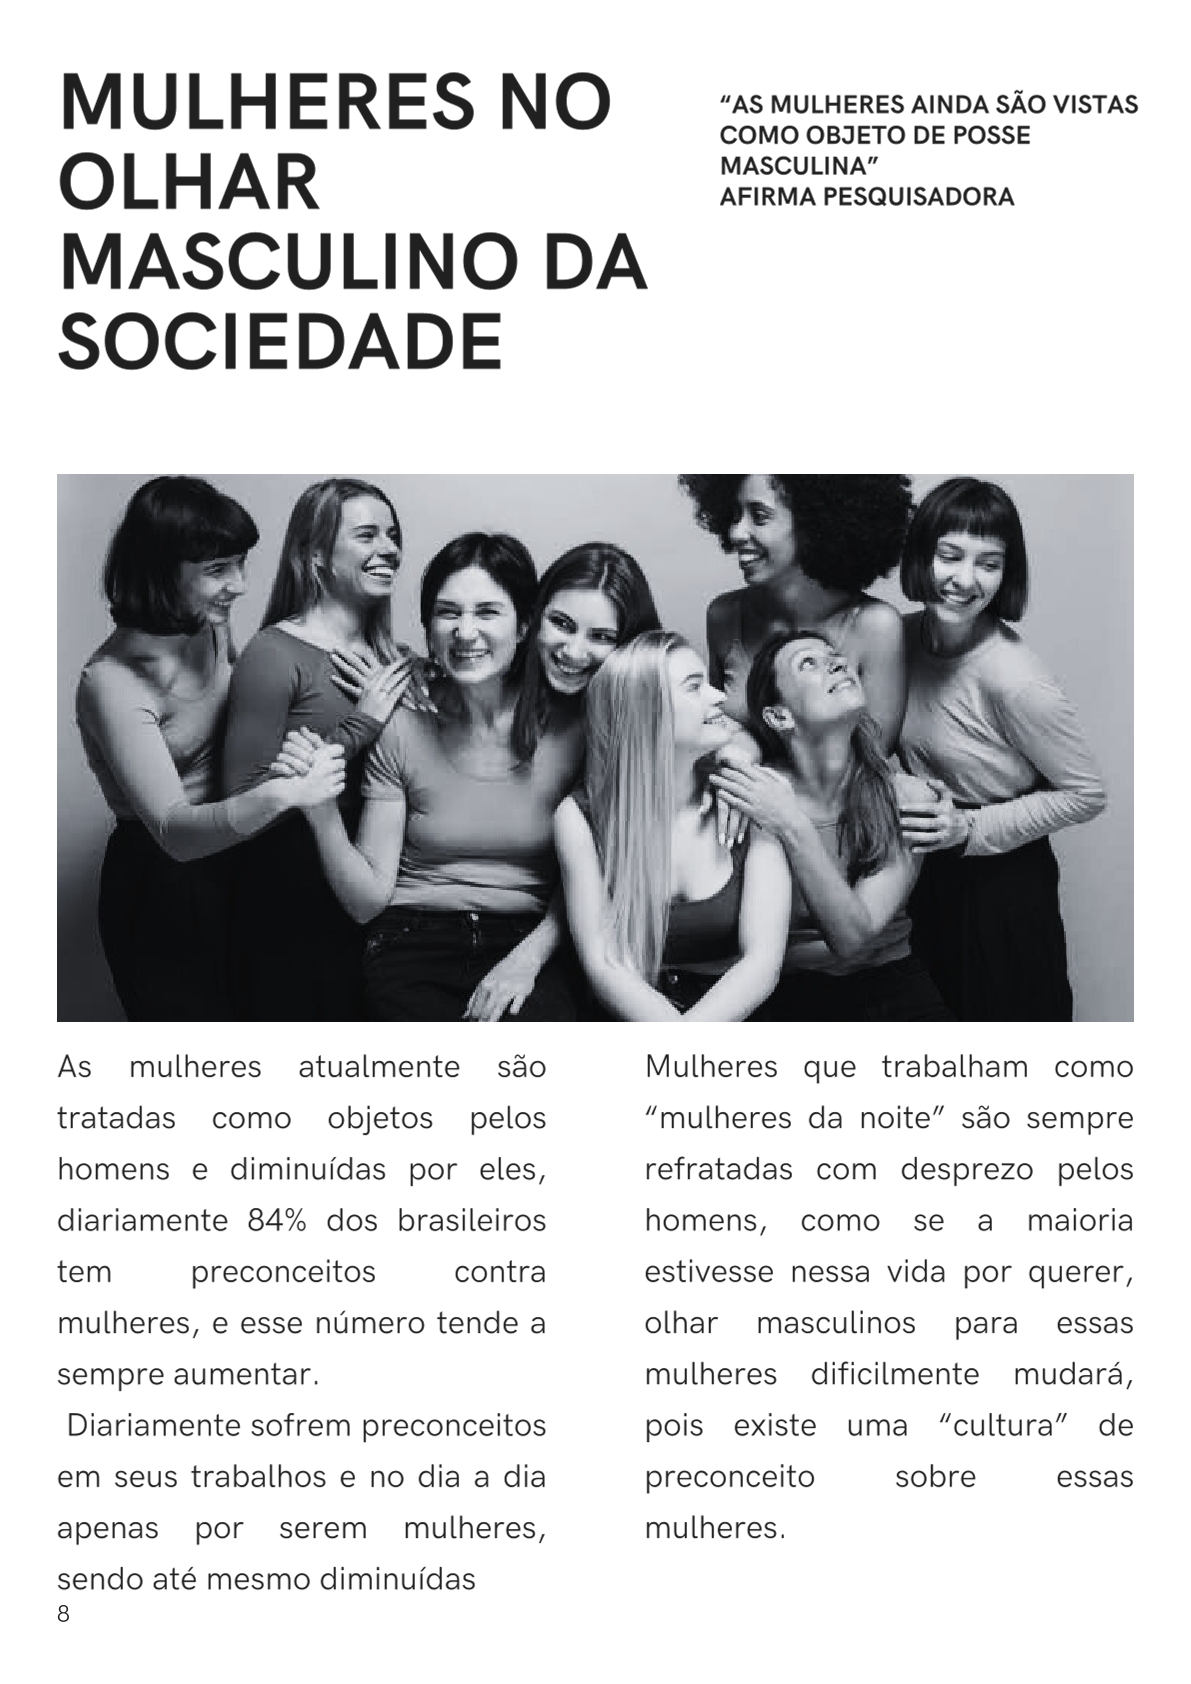 MULHERES NO
OLHAR
MASCULINO DA
SOCIEDADE
“AS MULHERES AINDA SÃO VISTAS
COMO OBJETO DE POSSE
MASCULINA”
AFIRMA PESQUISADORA
As mulheres atualmente são
tratadas como objetos pelos
homens e diminuídas por eles,
diariamente 84% dos brasileiros
tem preconceitos contra
mulheres, e esse número tende a
sempre aumentar.
Diariamente sofrem preconceitos
em seus trabalhos e no dia a dia
apenas por serem mulheres,
sendo até mesmo diminuídas
Mulheres que trabalham como
“mulheres da noite” são sempre
refratadas com desprezo pelos
homens, como se a maioria
estivesse nessa vida por querer,
olhar masculinos para essas
mulheres dificilmente mudará,
pois existe uma “cultura” de
preconceito sobre essas
mulheres.
8